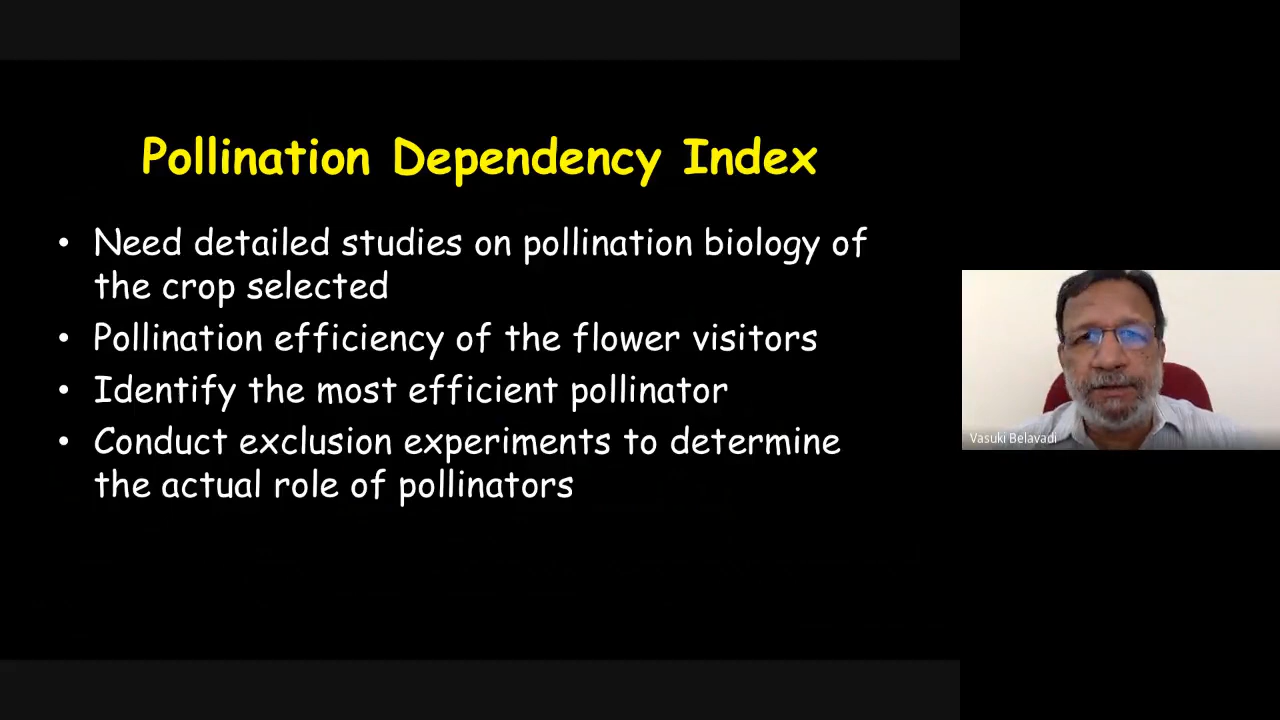 Pollination Dependency Index
• Need detailed studies on pollination biology of
the crop selected
• Pollination efficiency of the flower visitors
• Identify the most efficient pollinator
• Conduct exclusion experiments to determine
the actual role of pollinators
Vasuki Belavadi